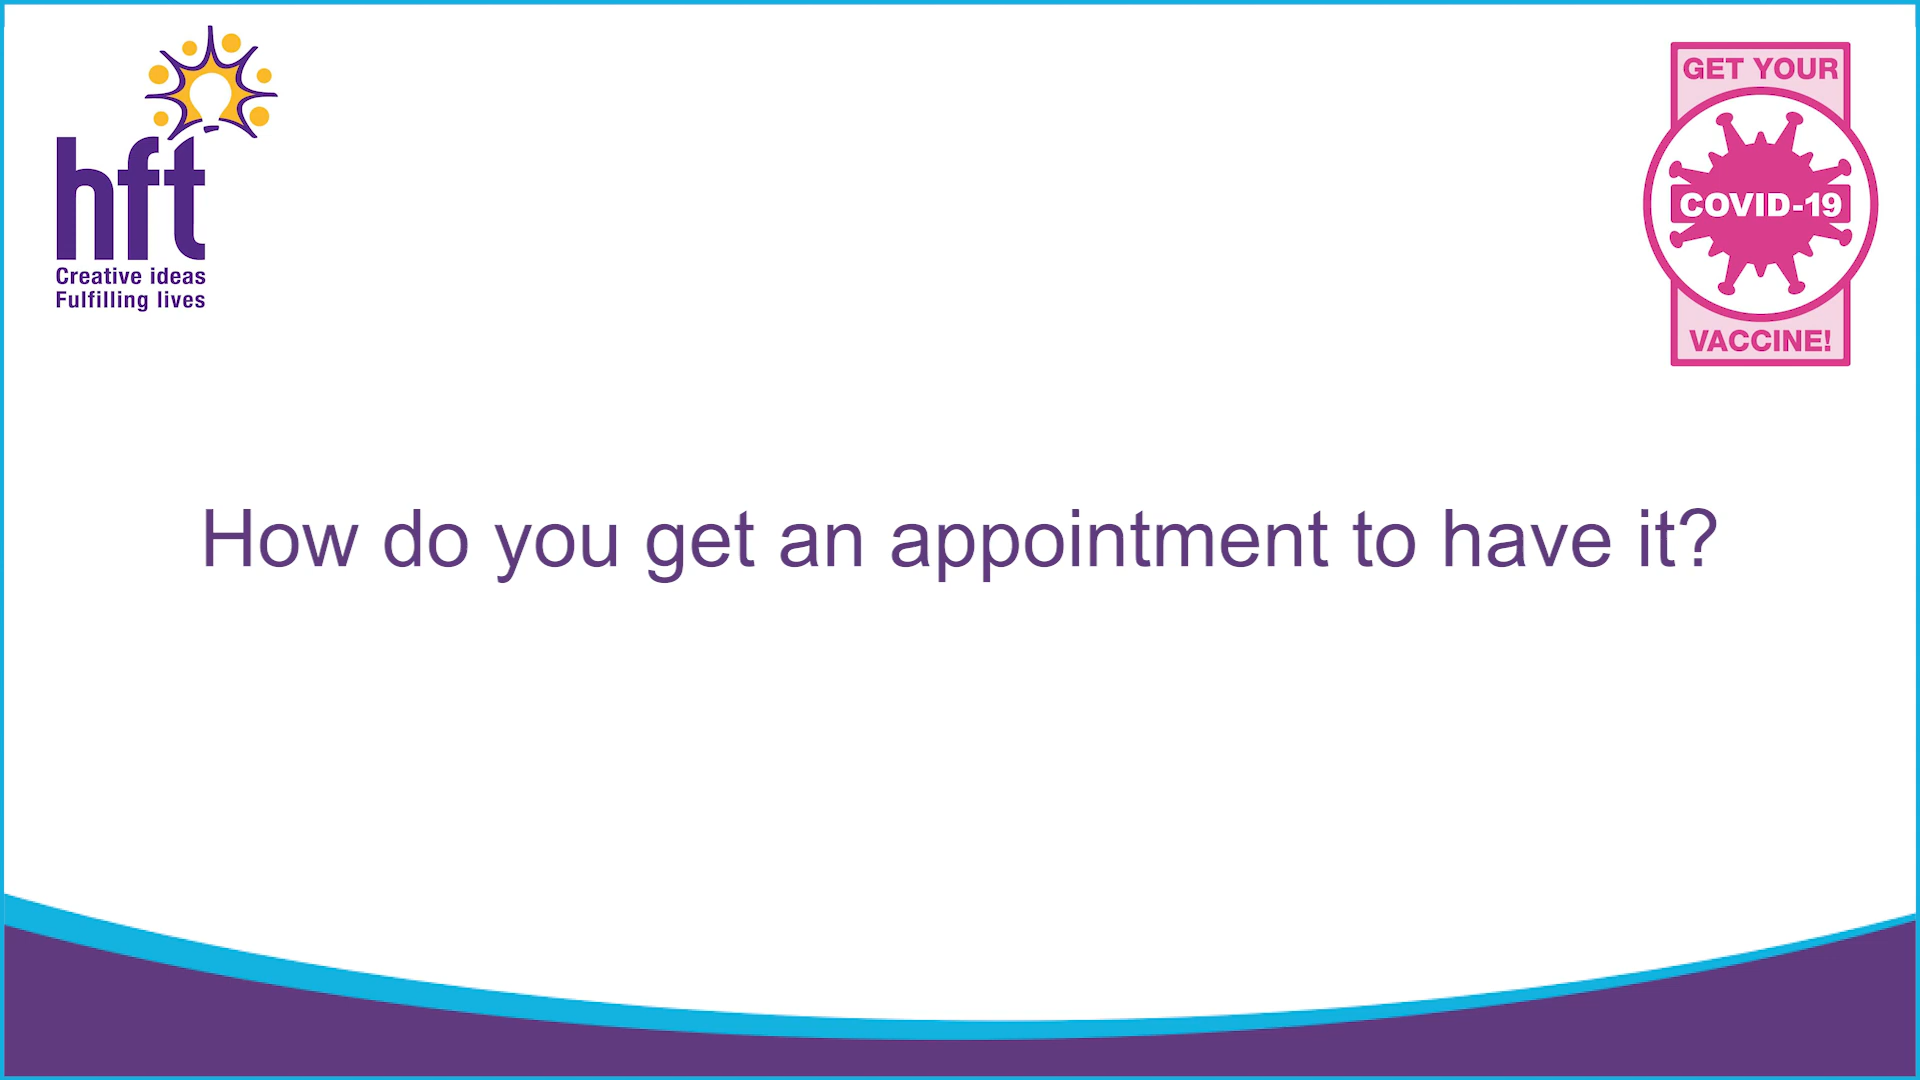 hft
Creative ideas
Fulfilling lives
GET YOUR
COVID-19
VACCINE!
How do you get an appointment to have it?